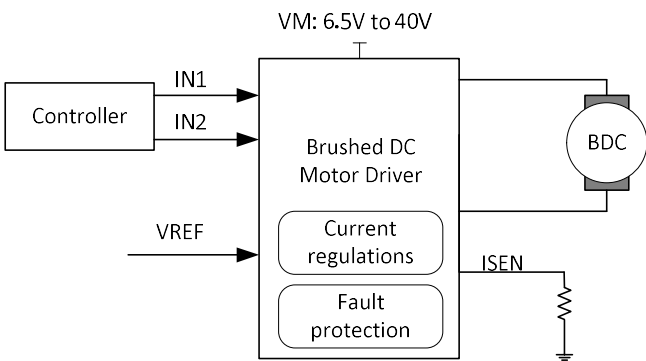 VM: 6.5V to 40V
IN1
Controller
IN2
Brushed DC
Motor Driver
BDC
VREF
Current
regulations
ISEN
Fault
protection